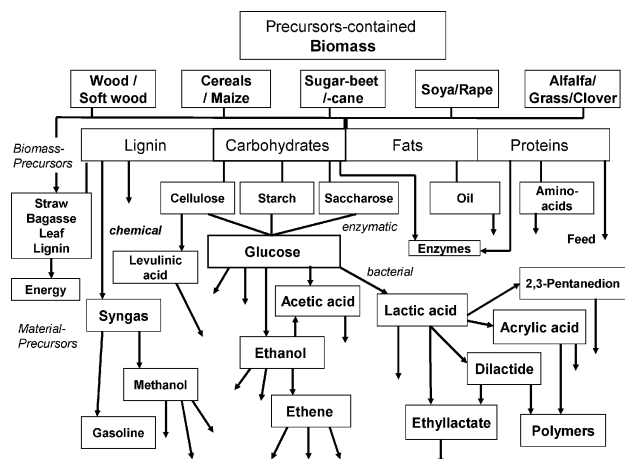 Precursors-contained
Biomass
Wood /
Soft wood
Cereals
/ Maize
Sugar-beet
/-cane
Soya/Rape
Alfalfa/
Grass/Clover
Biomass-
Precursors
Lignin
Carbohydrates
Fats
Proteins
Straw
Bagasse
Leaf
Lignin
Cellulose
Starch
Saccharose
Oil
Amino-
acids
chemical
enzymatic
Enzymes
Feed
Levulinic
acid
Glucose
bacterial
Energy
Acetic acid
2,3-Pentanedion
Material-
Precursors
Syngas
Lactic acid
Acrylic acid
Ethanol
Dilactide
Methanol
Ethene
Ethyllactate
Polymers
Gasoline